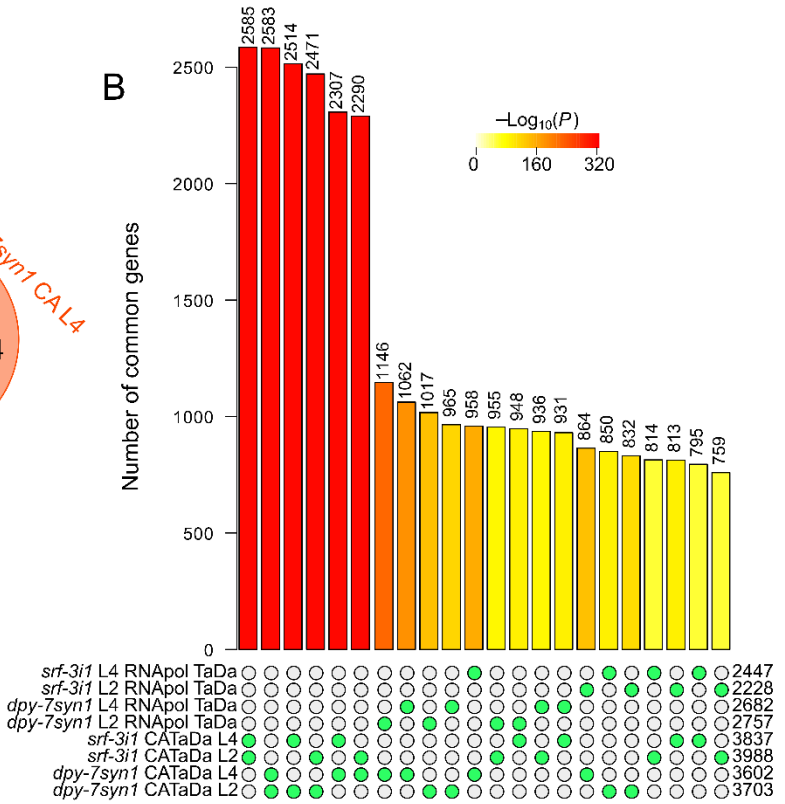 B
2585
2583
2514
2471
2307
2290
1146
1062
1017
965
958
955
948
936
931
864
850
832
814
813
795
759
−Log10(P)
0 160 320
Number of common genes
2500
2000
1500
1000
500
0
syn1 CA L4
4
srf-3i1 L4 RNApol TaDa 2447
srf-3i1 L2 RNApol TaDa 2228
dpy-7syn1 L4 RNApol TaDa 2682
dpy-7syn1 L2 RNApol TaDa 2757
srf-3i1 CATaDa L4 3837
srf-3i1 CATaDa L2 3988
dpy-7syn1 CATaDa L4 3602
dpy-7syn1 CATaDa L2 3703